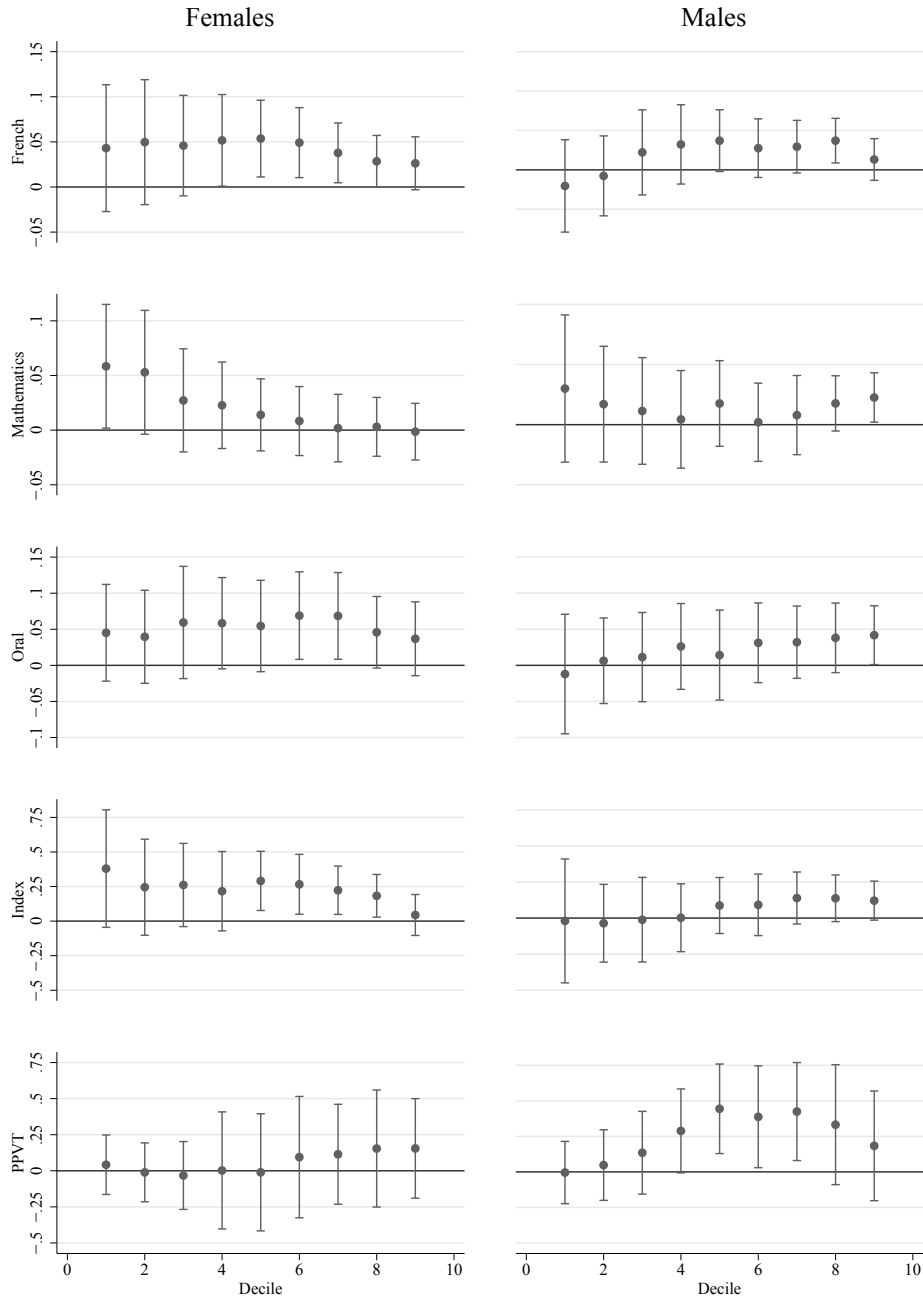 Females Males
French
.15
.1
.05
0
−.05
Mathematics
.1
.05
0
−.05
Oral
.15
.1
.05
0
−.05
−.1
Index
.75
.5
.25
0
−.25
−.5
PPVT
.75
.5
.25
0
−.25
−.5
0 2 4 6 8 10
Decile
0 2 4 6 8 10
Decile